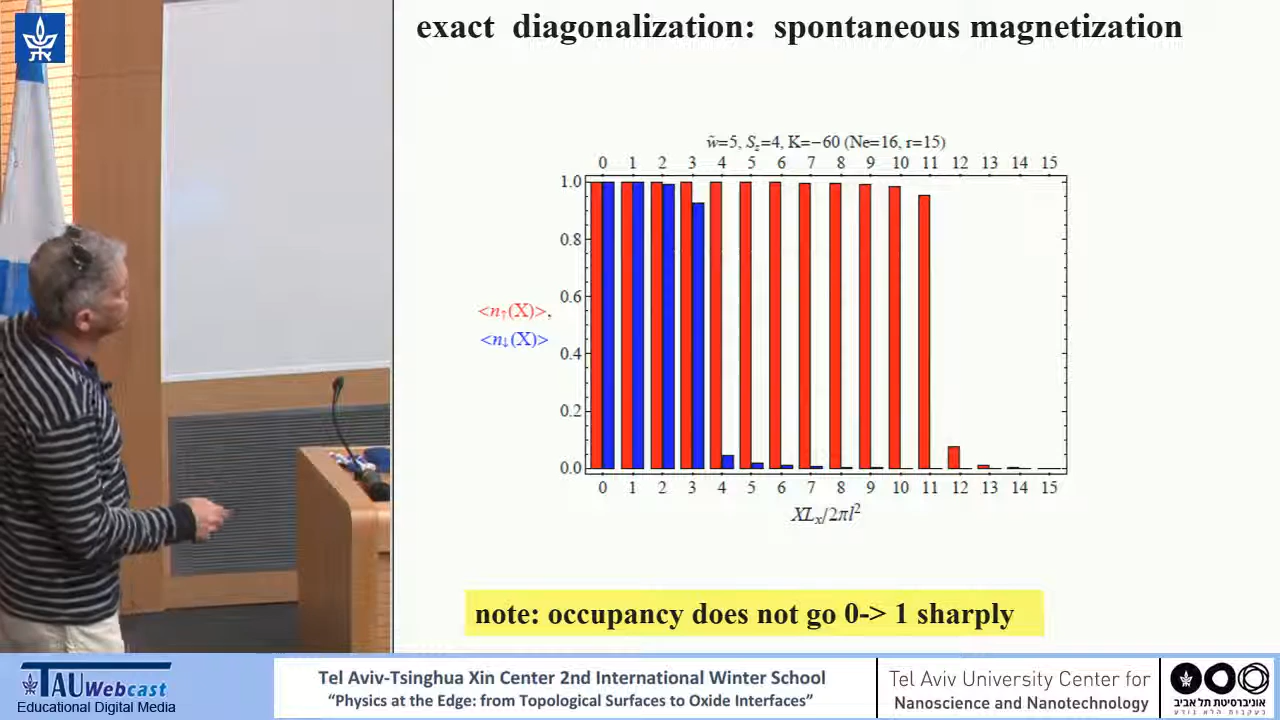 exact diagonalization: spontaneous magnetization
את
w̃=5, S_z=4, K=−60 (Ne=16, r=15)
0 1 2 3 4 5 6 7 8 9 10 11 12 13 14 15
1.0
0.8
0.6
0.4
0.2
0.0
<n↑(X)>,
<n↓(X)>
0 1 2 3 4 5 6 7 8 9 10 11 12 13 14 15
XLₓ/2πl²
note: occupancy does not go 0-> 1 sharply
TAU Webcast
Educational Digital Media
Tel Aviv-Tsinghua Xin Center 2nd International Winter School
“Physics at the Edge: from Topological Surfaces to Oxide Interfaces”
Tel Aviv University Center for
Nanoscience and Nanotechnology
אוניברסיטת תל אביב